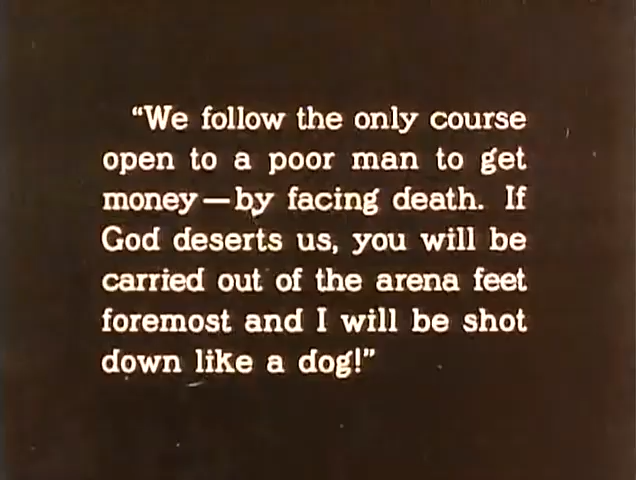 “We follow the only course
open to a poor man to get
money—by facing death. If
God deserts us, you will be
carried out of the arena feet
foremost and I will be shot
down like a dog!”